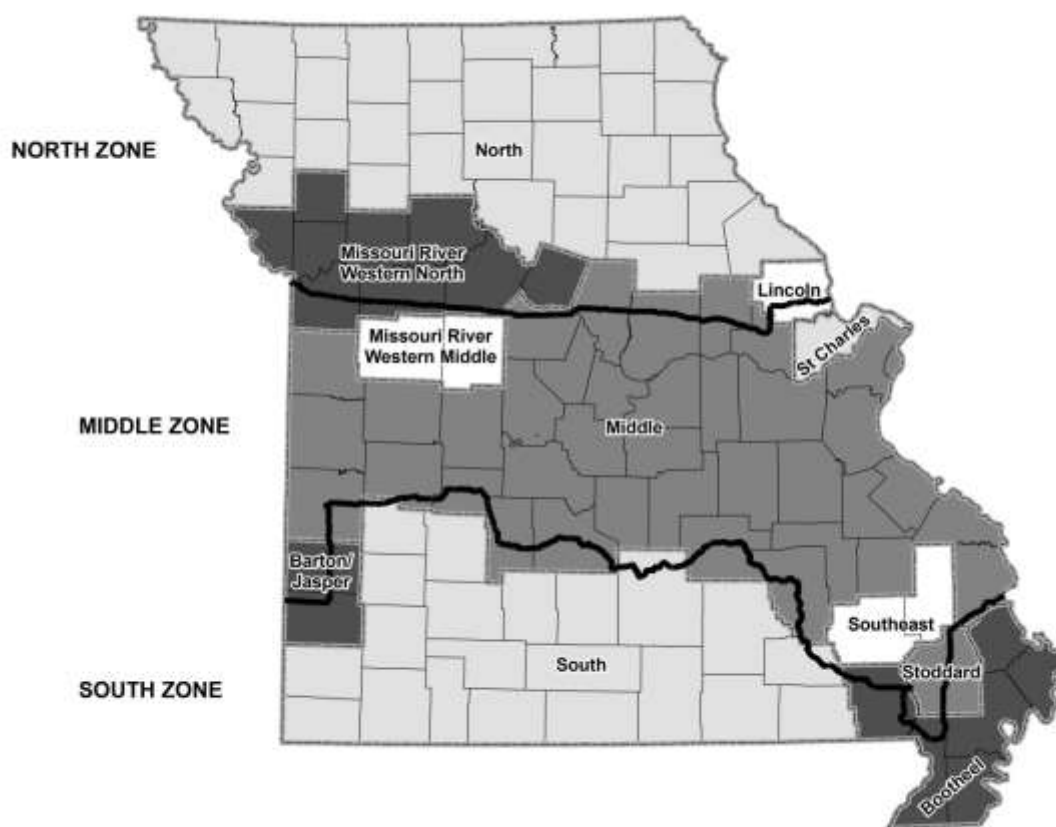 NORTH ZONE
North
Missouri River
Western North
Lincoln
St Charles
Missouri River
Western Middle
MIDDLE ZONE
Middle
Barton/
Jasper
Southeast
South
Stoddard
SOUTH ZONE
Bootheel